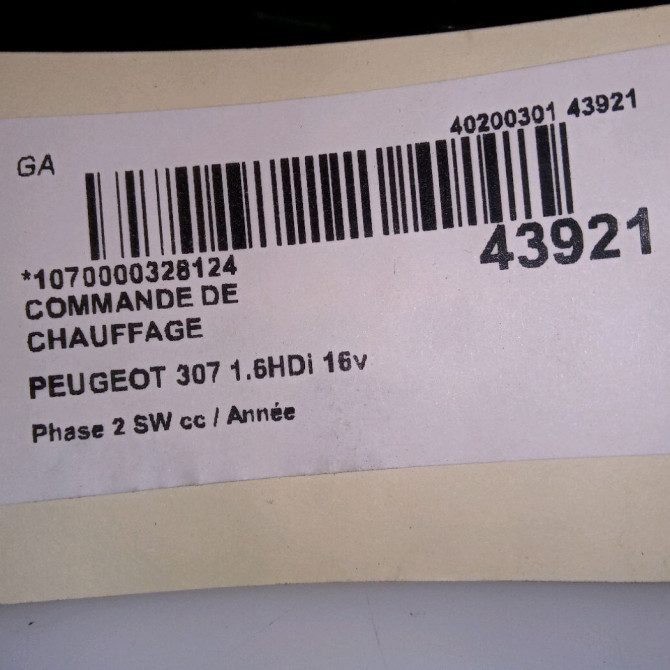 40200301 43921
GA
43921
*1070000328124
COMMANDE DE
CHAUFFAGE
PEUGEOT 307 1.6HDi 16v
Phase 2 SW cc / Année